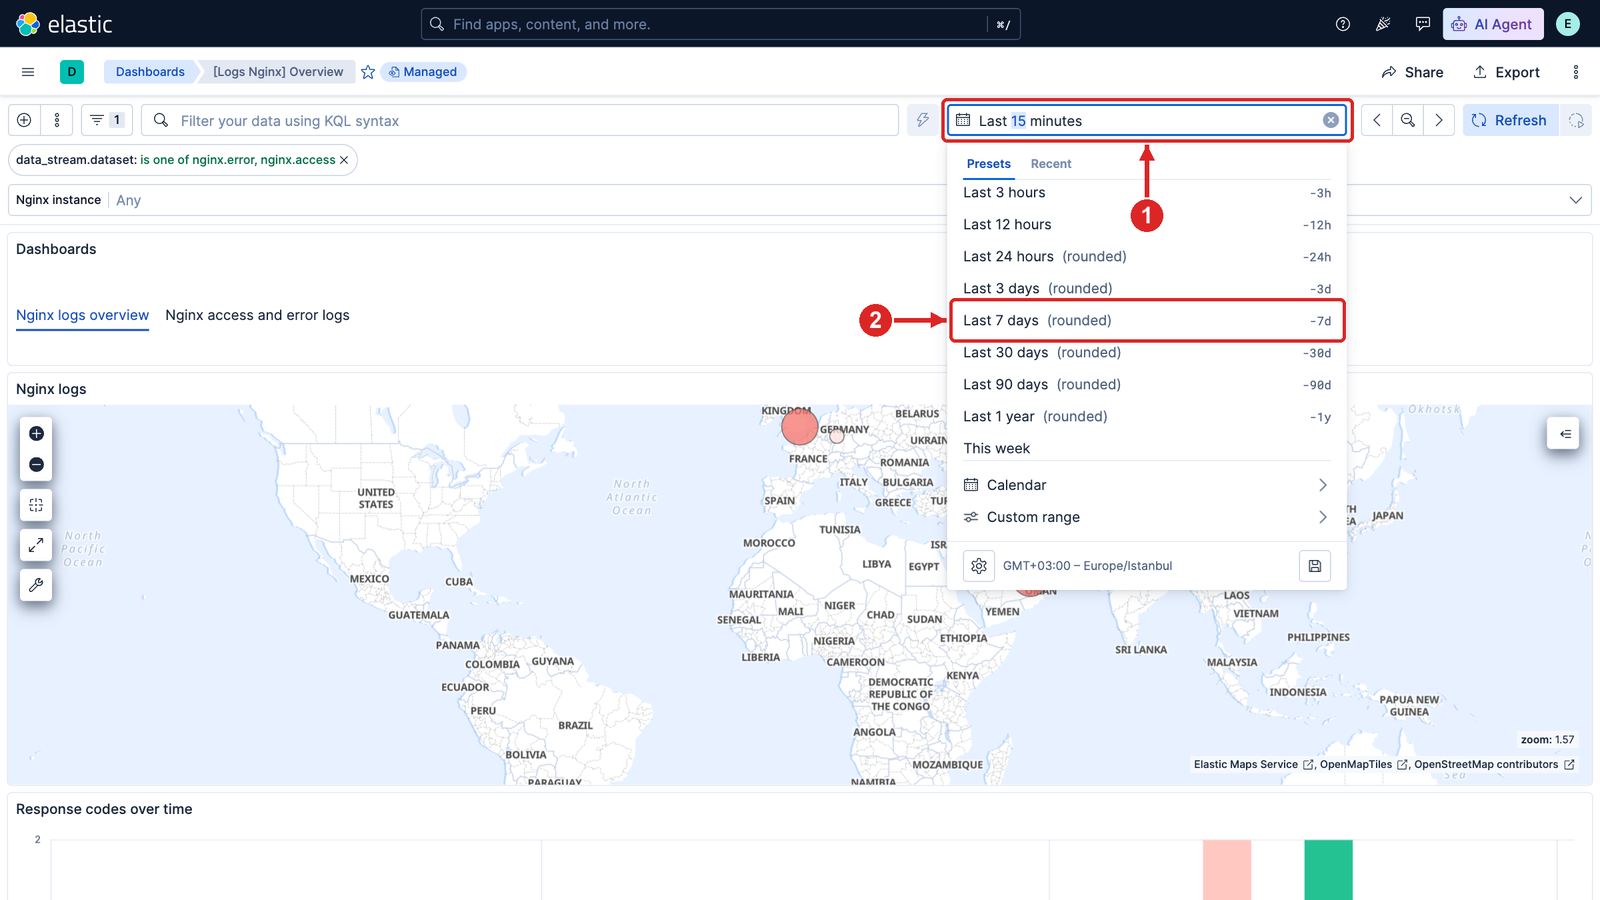 elastic
Find apps, content, and more.
⌘/
AI Agent
E
D
Dashboards
[Logs Nginx] Overview
Managed
Share
Export
1
Filter your data using KQL syntax
Last 15 minutes
Refresh
data_stream.dataset: is one of nginx.error, nginx.access
Nginx instance
Any
Presets
Recent
Last 3 hours -3h
1
Last 12 hours -12h
Last 24 hours (rounded) -24h
Last 3 days (rounded) -3d
2
Last 7 days (rounded) -7d
Last 30 days (rounded) -30d
Last 90 days (rounded) -90d
Last 1 year (rounded) -1y
This week
Calendar
Custom range
GMT+03:00 – Europe/Istanbul
Dashboards
Nginx logs overview
Nginx access and error logs
Nginx logs
KINGDOM
BELARUS
Okhotsk
GERMANY
UKRAIN
FRANCE
ROMANIA
ITALY
BULGARIA
UNITED
STATES
North
Atlantic
Ocean
SPAIN
GREECE
TUR
JAPAN
TUNISIA
North
Pacific
Ocean
MOROCCO
ISR
LIBYA
EGYPT
MEXICO
CUBA
MAURITANIA
MALI
NIGER
CHAD
SUDAN
YEMEN
LAOS
VIETNAM
GUATEMALA
SENEGAL
PANAMA
NIGERIA
ETHIOPIA
PHILIPPINES
COLOMBIA
GUYANA
LIBERIA
CAMEROON
SRI LANKA
MALAYSIA
ECUADOR
KENYA
DEMOCRATIC
REPUBLIC OF
THE CONGO
INDONESIA
PERU
PAPUA NEW
GUINEA
BRAZIL
ANGOLA
BOLIVIA
MOZAMBIQUE
PARAGUAY
NAMIBIA
zoom: 1.57
Elastic Maps Service , OpenMapTiles , OpenStreetMap contributors
Sea
Response codes over time
2